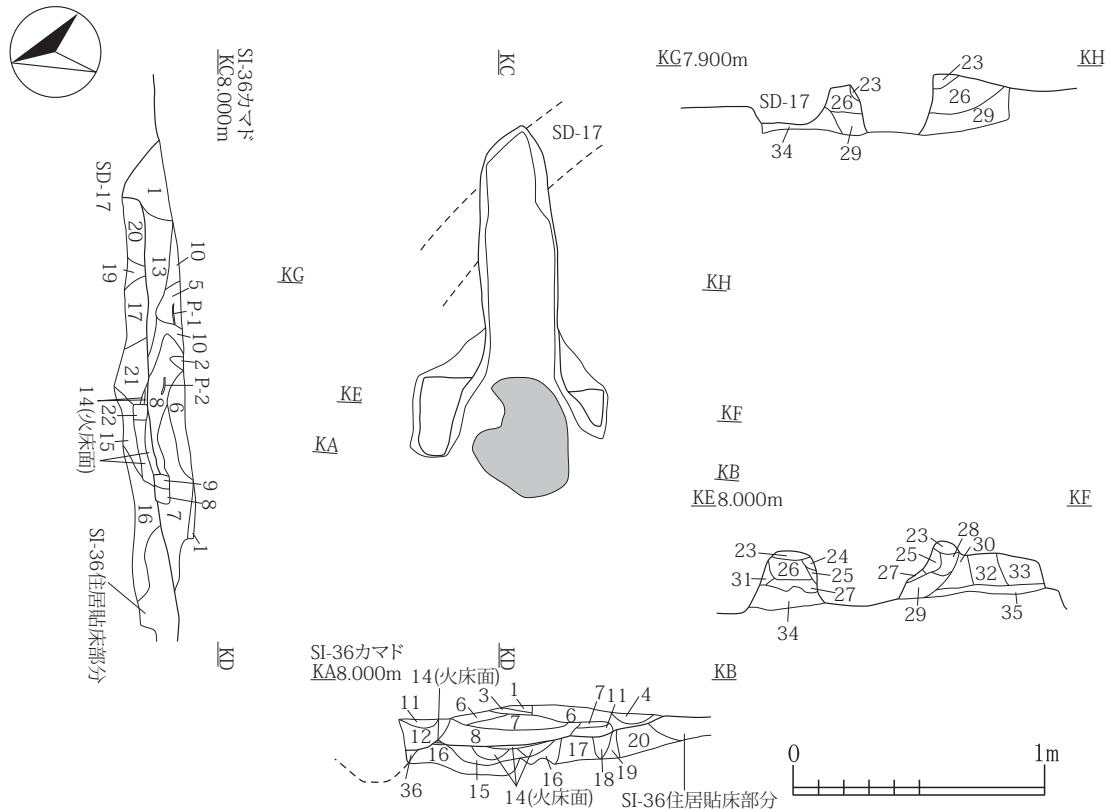 SI-36カマド
KC8.000m
KC
KG7.900m
KH
SD-17
26
23
34
29
23
26
29
SD-17
SD-17
1
20
13
10
19
5
17
P-1
10
2
21
P-2
8
6
14(火床面)
22
15
9
8
16
7
1
SI-36住居貼床部分
KD
KG
KH
KE
KF
KA
KB
KE8.000m
KF
23
24
26
25
31
27
34
23
28
25
30
27
32
33
29
35
SI-36カマド
KA8.000m
KD
KB
14(火床面)
11
6
3
1
7
6
7
11
4
12
8
16
17
20
36
15
14(火床面)
16
18
19
SI-36住居貼床部分
0
1m